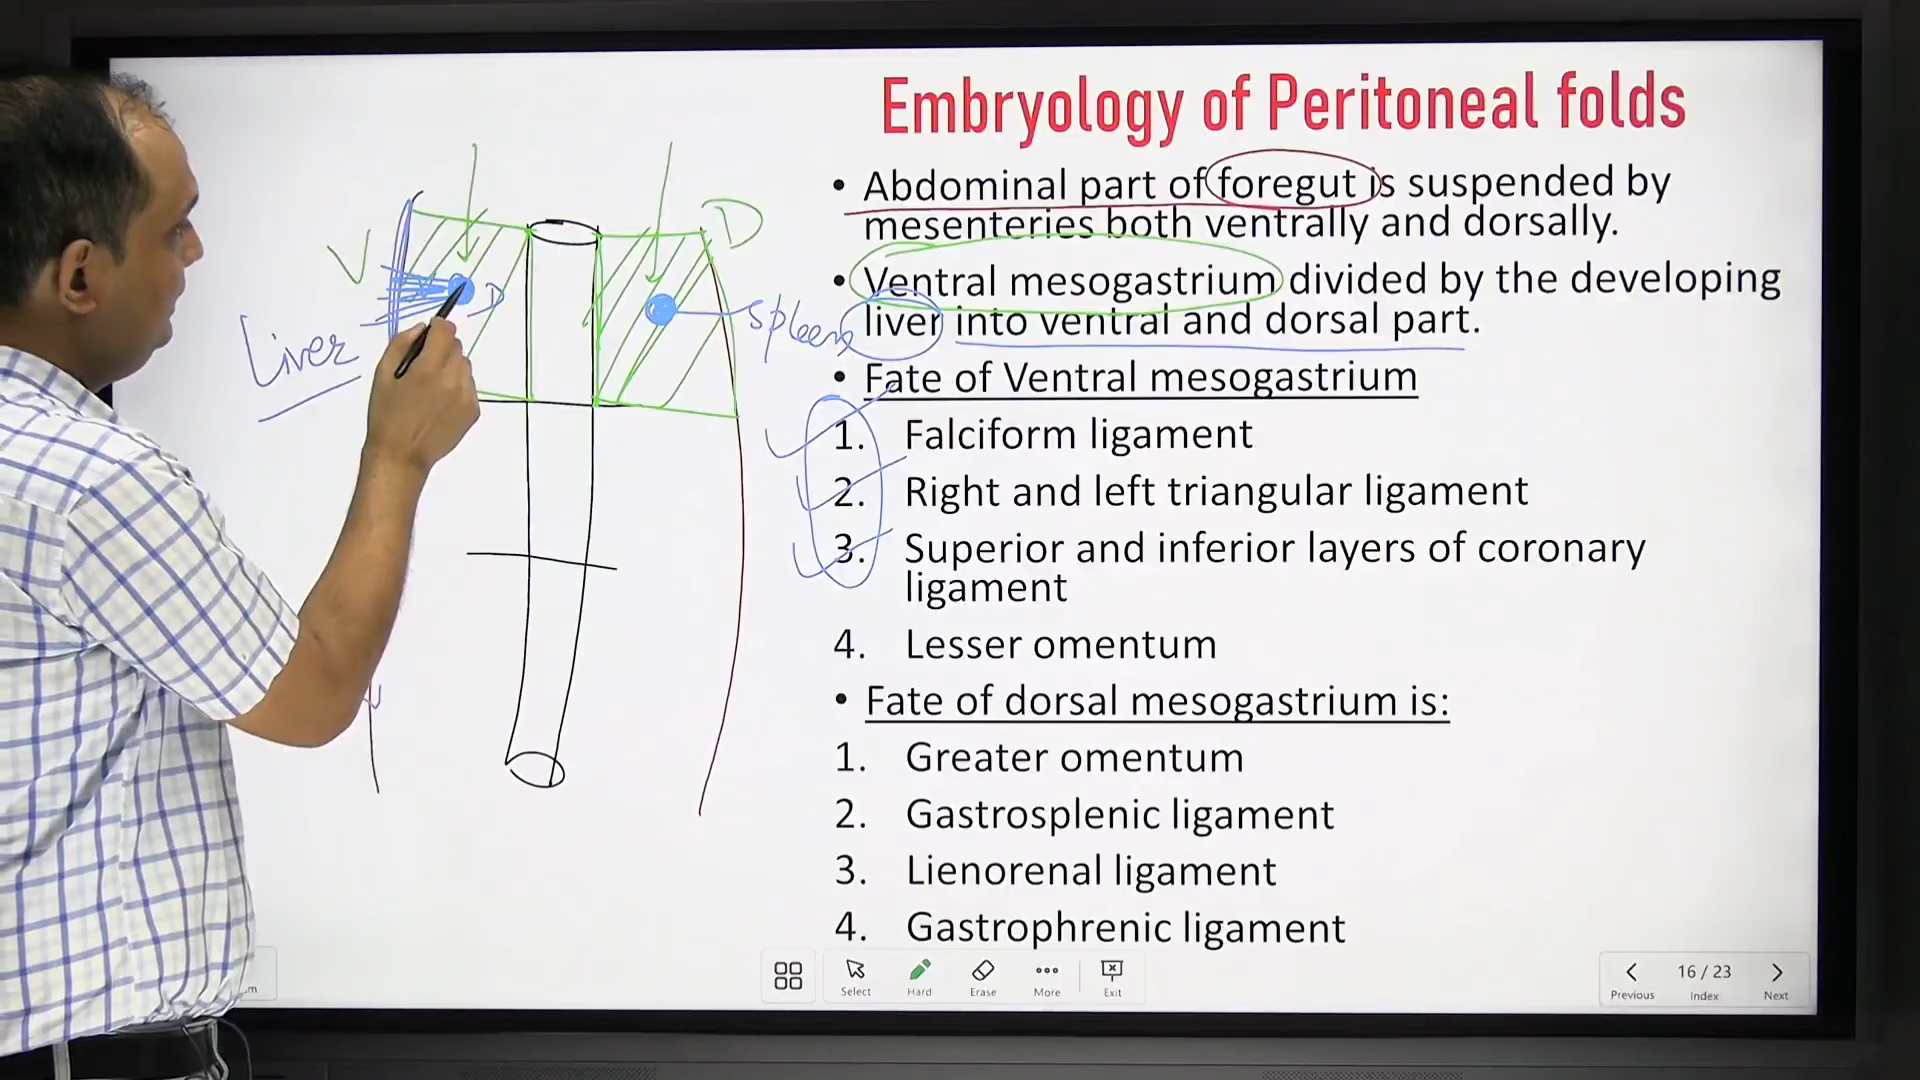 Embryology of Peritoneal folds
• Abdominal part of foregut is suspended by
mesenteries both ventrally and dorsally.
• Ventral mesogastrium divided by the developing
liver into ventral and dorsal part.
• Fate of Ventral mesogastrium
1. Falciform ligament
2. Right and left triangular ligament
3. Superior and inferior layers of coronary
ligament
4. Lesser omentum
• Fate of dorsal mesogastrium is:
1. Greater omentum
2. Gastrosplenic ligament
3. Lienorenal ligament
4. Gastrophrenic ligament
V
D
V
D
Liver
Spleen
Select
Hard
Erase
More
Exit
16 / 23
Previous
Index
Next